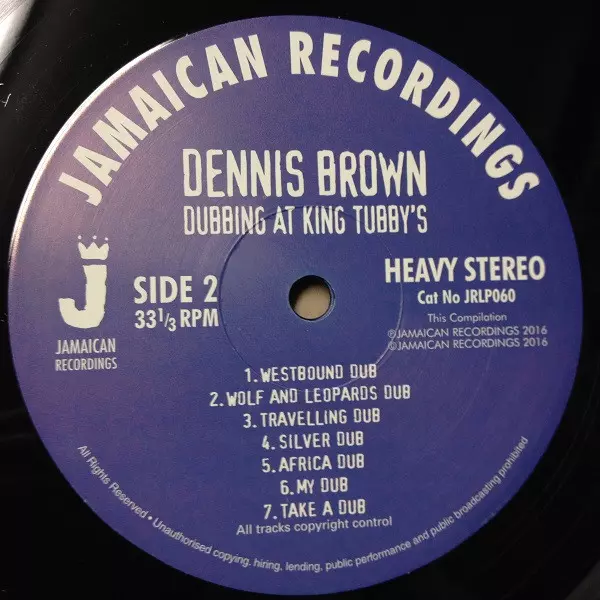 JAMAICAN RECORDINGS
DENNIS BROWN
DUBBING AT KING TUBBY'S
J
JAMAICAN
RECORDINGS
SIDE 2
33 1/3 RPM
HEAVY STEREO
Cat No JRLP060
This Compilation
℗JAMAICAN RECORDINGS 2016
©JAMAICAN RECORDINGS 2016
1. WESTBOUND DUB
2. WOLF AND LEOPARDS DUB
3. TRAVELLING DUB
4. SILVER DUB
5. AFRICA DUB
6. MY DUB
7. TAKE A DUB
All tracks copyright control
All Rights Reserved • Unauthorised copying, hiring, lending, public performance and public broadcasting prohibited